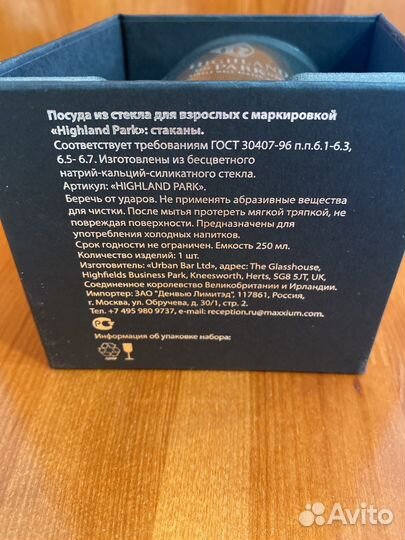 HIGHLAND
PARK
Посуда из стекла для взрослых с маркировкой
«Highland Park»: стаканы.
Соответствует требованиям ГОСТ 30407-96 п.п.6.1-6.3,
6.5- 6.7. Изготовлены из бесцветного
натрий-кальций-силикатного стекла.
Артикул: «HIGHLAND PARK».
Беречь от ударов. Не применять абразивные вещества
для чистки. После мытья протереть мягкой тряпкой, не
повреждая поверхности. Предназначены для
употребления холодных напитков.
Срок годности не ограничен. Емкость 250 мл.
Количество изделий: 1 шт.
Изготовитель: «Urban Bar Ltd», адрес: The Glasshouse,
Highfields Business Park, Kneesworth, Herts, SG8 5JT, UK,
Соединенное королевство Великобритании и Ирландии.
Импортер: ЗАО "Денвью Лимитэд", 117861, Россия,
г. Москва, ул. Обручева, д. 30/1, стр. 2.
Тел.: +7 495 980 9737, e-mail: reception.ru@maxxium.com.
Информация об упаковке набора:
Avito